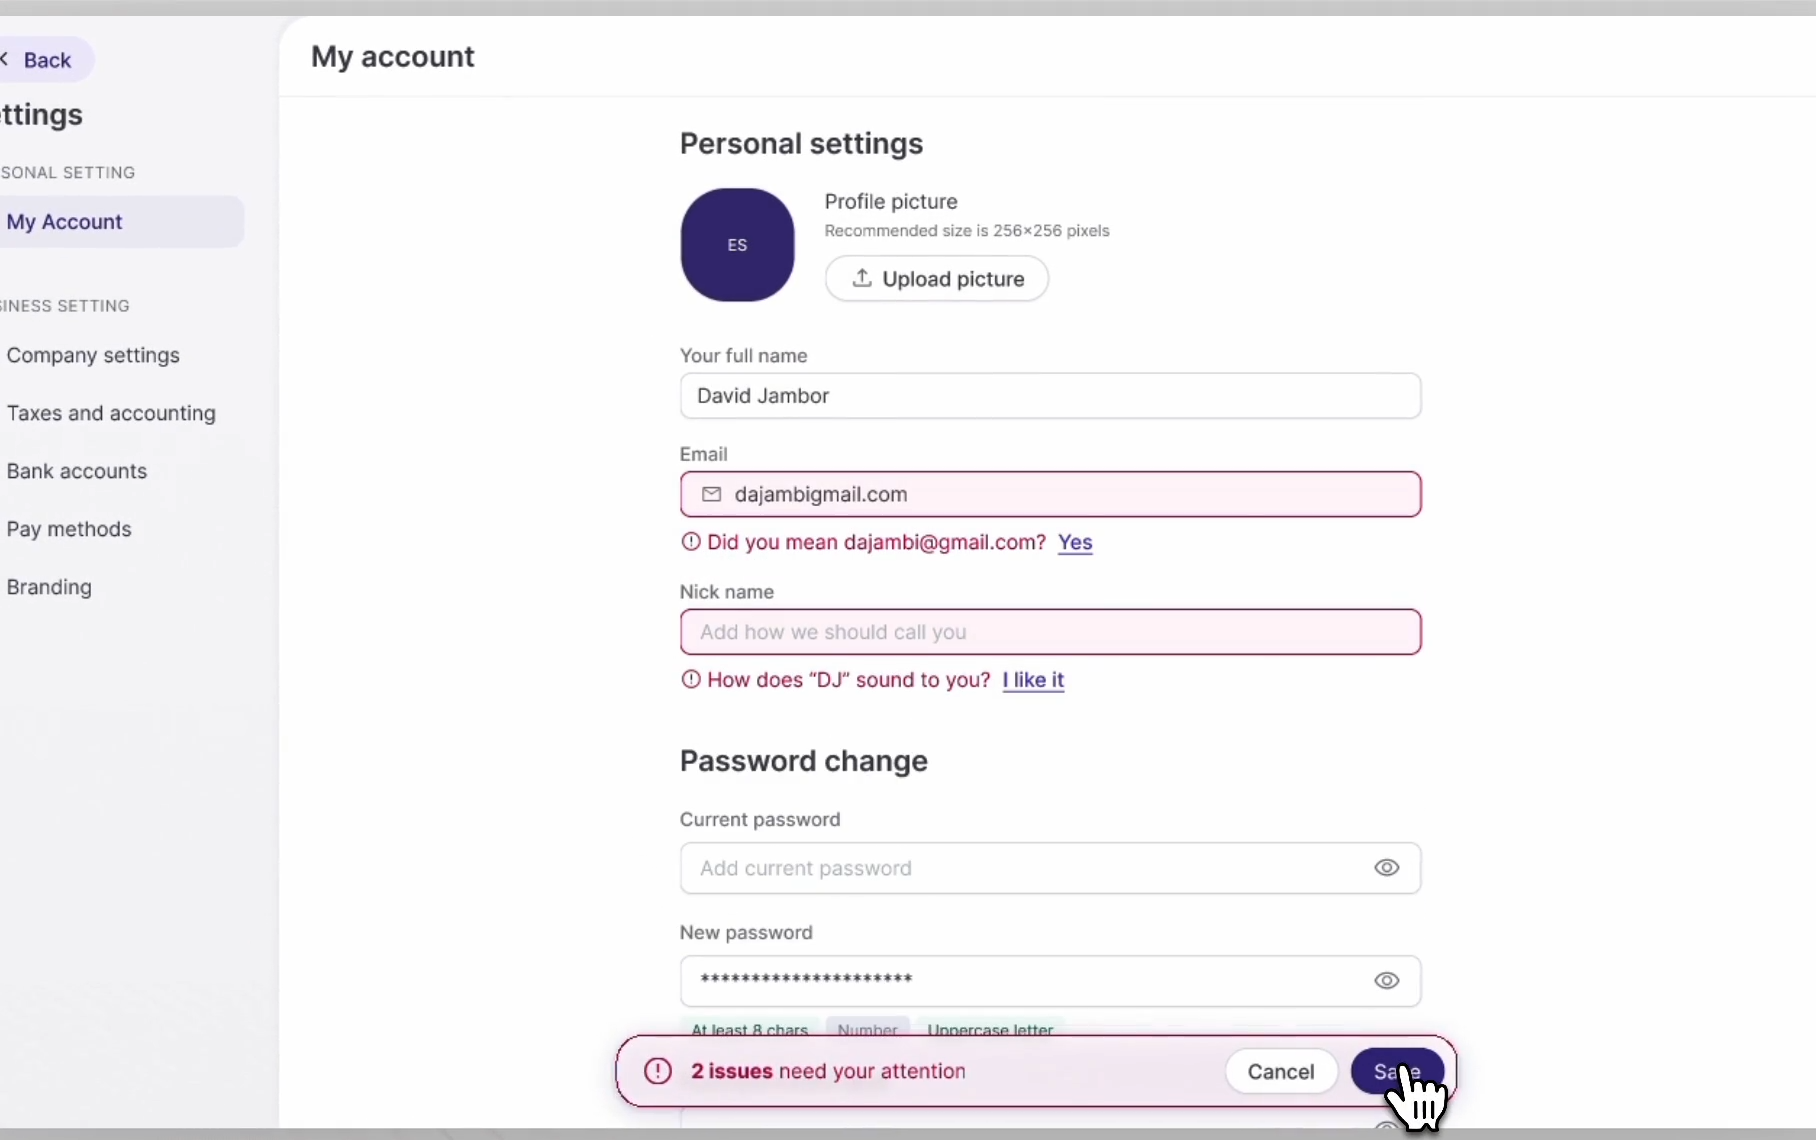 Back
ttings
SONAL SETTING
My Account
INESS SETTING
Company settings
Taxes and accounting
Bank accounts
Pay methods
Branding
My account
Personal settings
ES
Profile picture
Recommended size is 256×256 pixels
Upload picture
Your full name
David Jambor
Email
dajambigmail.com
Did you mean dajambi@gmail.com? Yes
Nick name
Add how we should call you
How does “DJ” sound to you? I like it
Password change
Current password
Add current password
New password
*********************
At least 8 chars Number Uppercase letter
2 issues need your attention
Cancel
Save